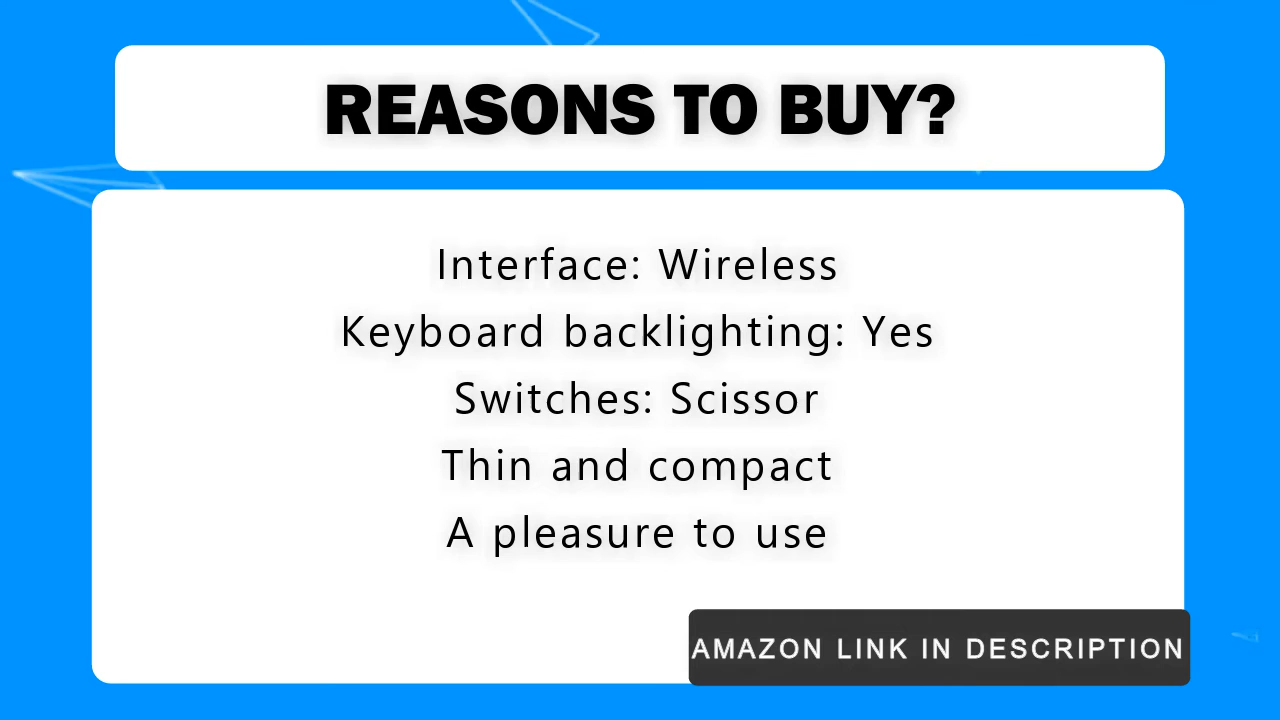 REASONS TO BUY?
Interface: Wireless
Keyboard backlighting: Yes
Switches: Scissor
Thin and compact
A pleasure to use
AMAZON LINK IN DESCRIPTION